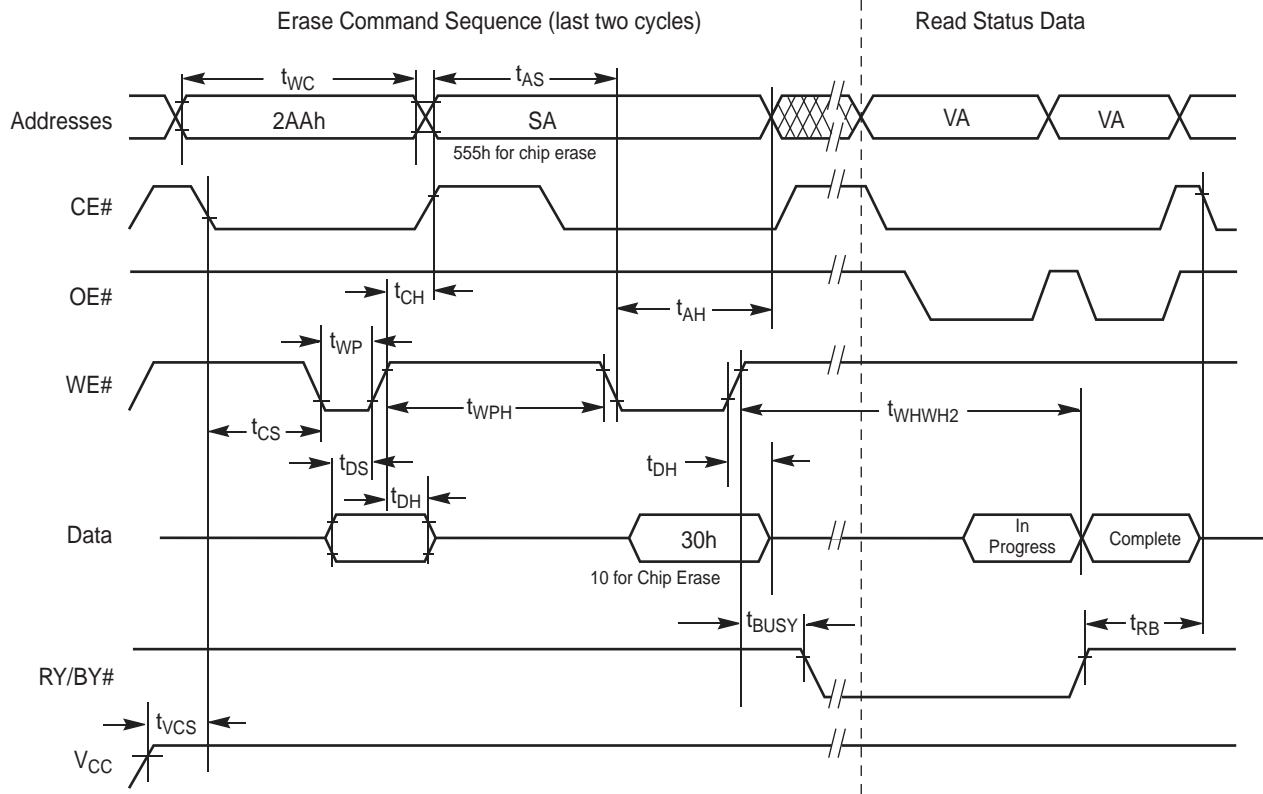 Erase Command Sequence (last two cycles)
Read Status Data
tWC
tAS
Addresses
2AAh
SA
VA
VA
555h for chip erase
CE#
OE#
tCH
tAH
tWP
WE#
tWPH
tWHWH2
tCS
tDS
tDH
tDH
Data
30h
In
Progress
Complete
10 for Chip Erase
tBUSY
tRB
RY/BY#
tVCS
VCC